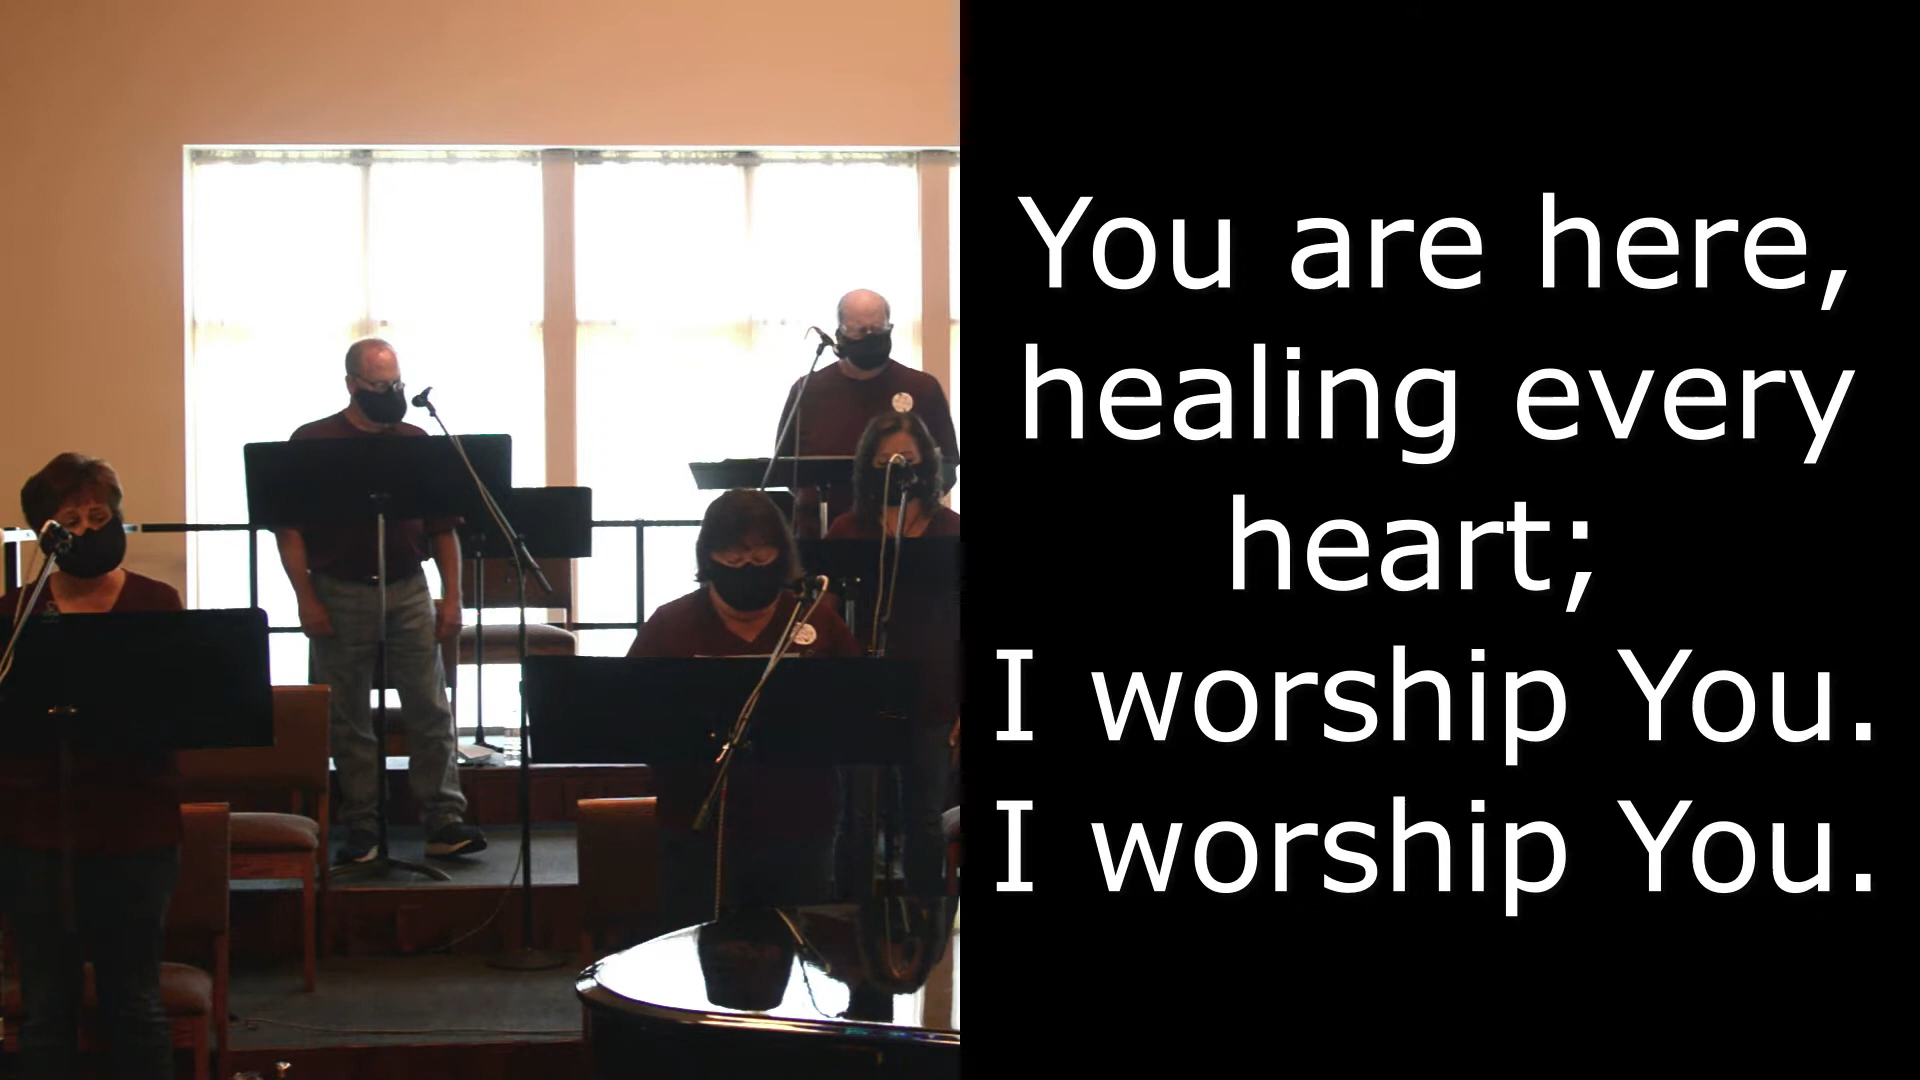 You are here,
healing every
heart;
I worship You.
I worship You.